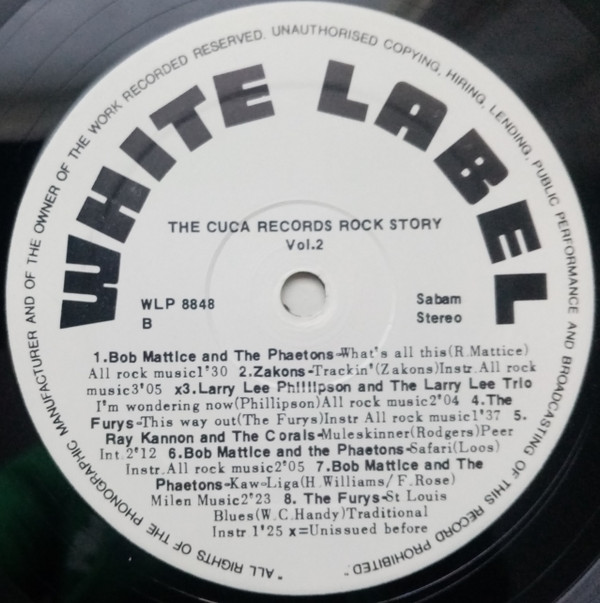 "ALL RIGHTS OF THE PHONOGRAPHIC MANUFACTURER AND OF THE OWNER OF THE WORK RECORDED RESERVED. UNAUTHORISED COPYING, HIRING, LENDING, PUBLIC PERFORMANCE AND BROADCASTING OF THIS RECORD PROHIBITED."
WHITE LABEL
THE CUCA RECORDS ROCK STORY
Vol.2
WLP 8848
B
Sabam
Stereo
1.Bob Mattice and The Phaetons-What's all this(R.Mattice)
All rock music1'30 2.Zakons-Trackin'(Zakons)Instr.All rock
music3'05 x3.Larry Lee Phillipson and The Larry Lee Trio
I'm wondering now(Phillipson)All rock music2'04 4.The
Furys-This way out(The Furys)Instr All rock music1'37 5.
Ray Kannon and The Corals-Muleskinner(Rodgers)Peer
Int.2'12 6.Bob Mattice and the Phaetons-Safari(Loos)
Instr.All rock music2'05 7.Bob Mattice and The
Phaetons-Kaw-Liga(H.Williams/F.Rose)
Milen Music2'23 8. The Furys-St Louis
Blues(W.C.Handy)Traditional
Instr 1'25 x=Unissued before